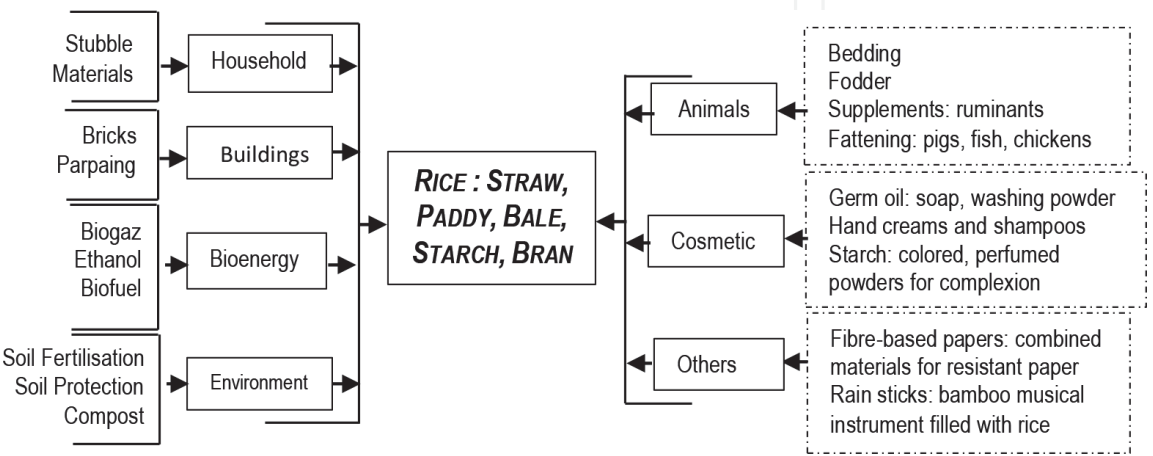 Stubble
Materials
Household
Bricks
Parpaing
Buildings
Biogaz
Ethanol
Biofuel
Bioenergy
Soil Fertilisation
Soil Protection
Compost
Environment
RICE : STRAW,
PADDY, BALE,
STARCH, BRAN
Animals
Bedding
Fodder
Supplements: ruminants
Fattening: pigs, fish, chickens
Cosmetic
Germ oil: soap, washing powder
Hand creams and shampoos
Starch: colored, perfumed
powders for complexion
Others
Fibre-based papers: combined
materials for resistant paper
Rain sticks: bamboo musical
instrument filled with rice